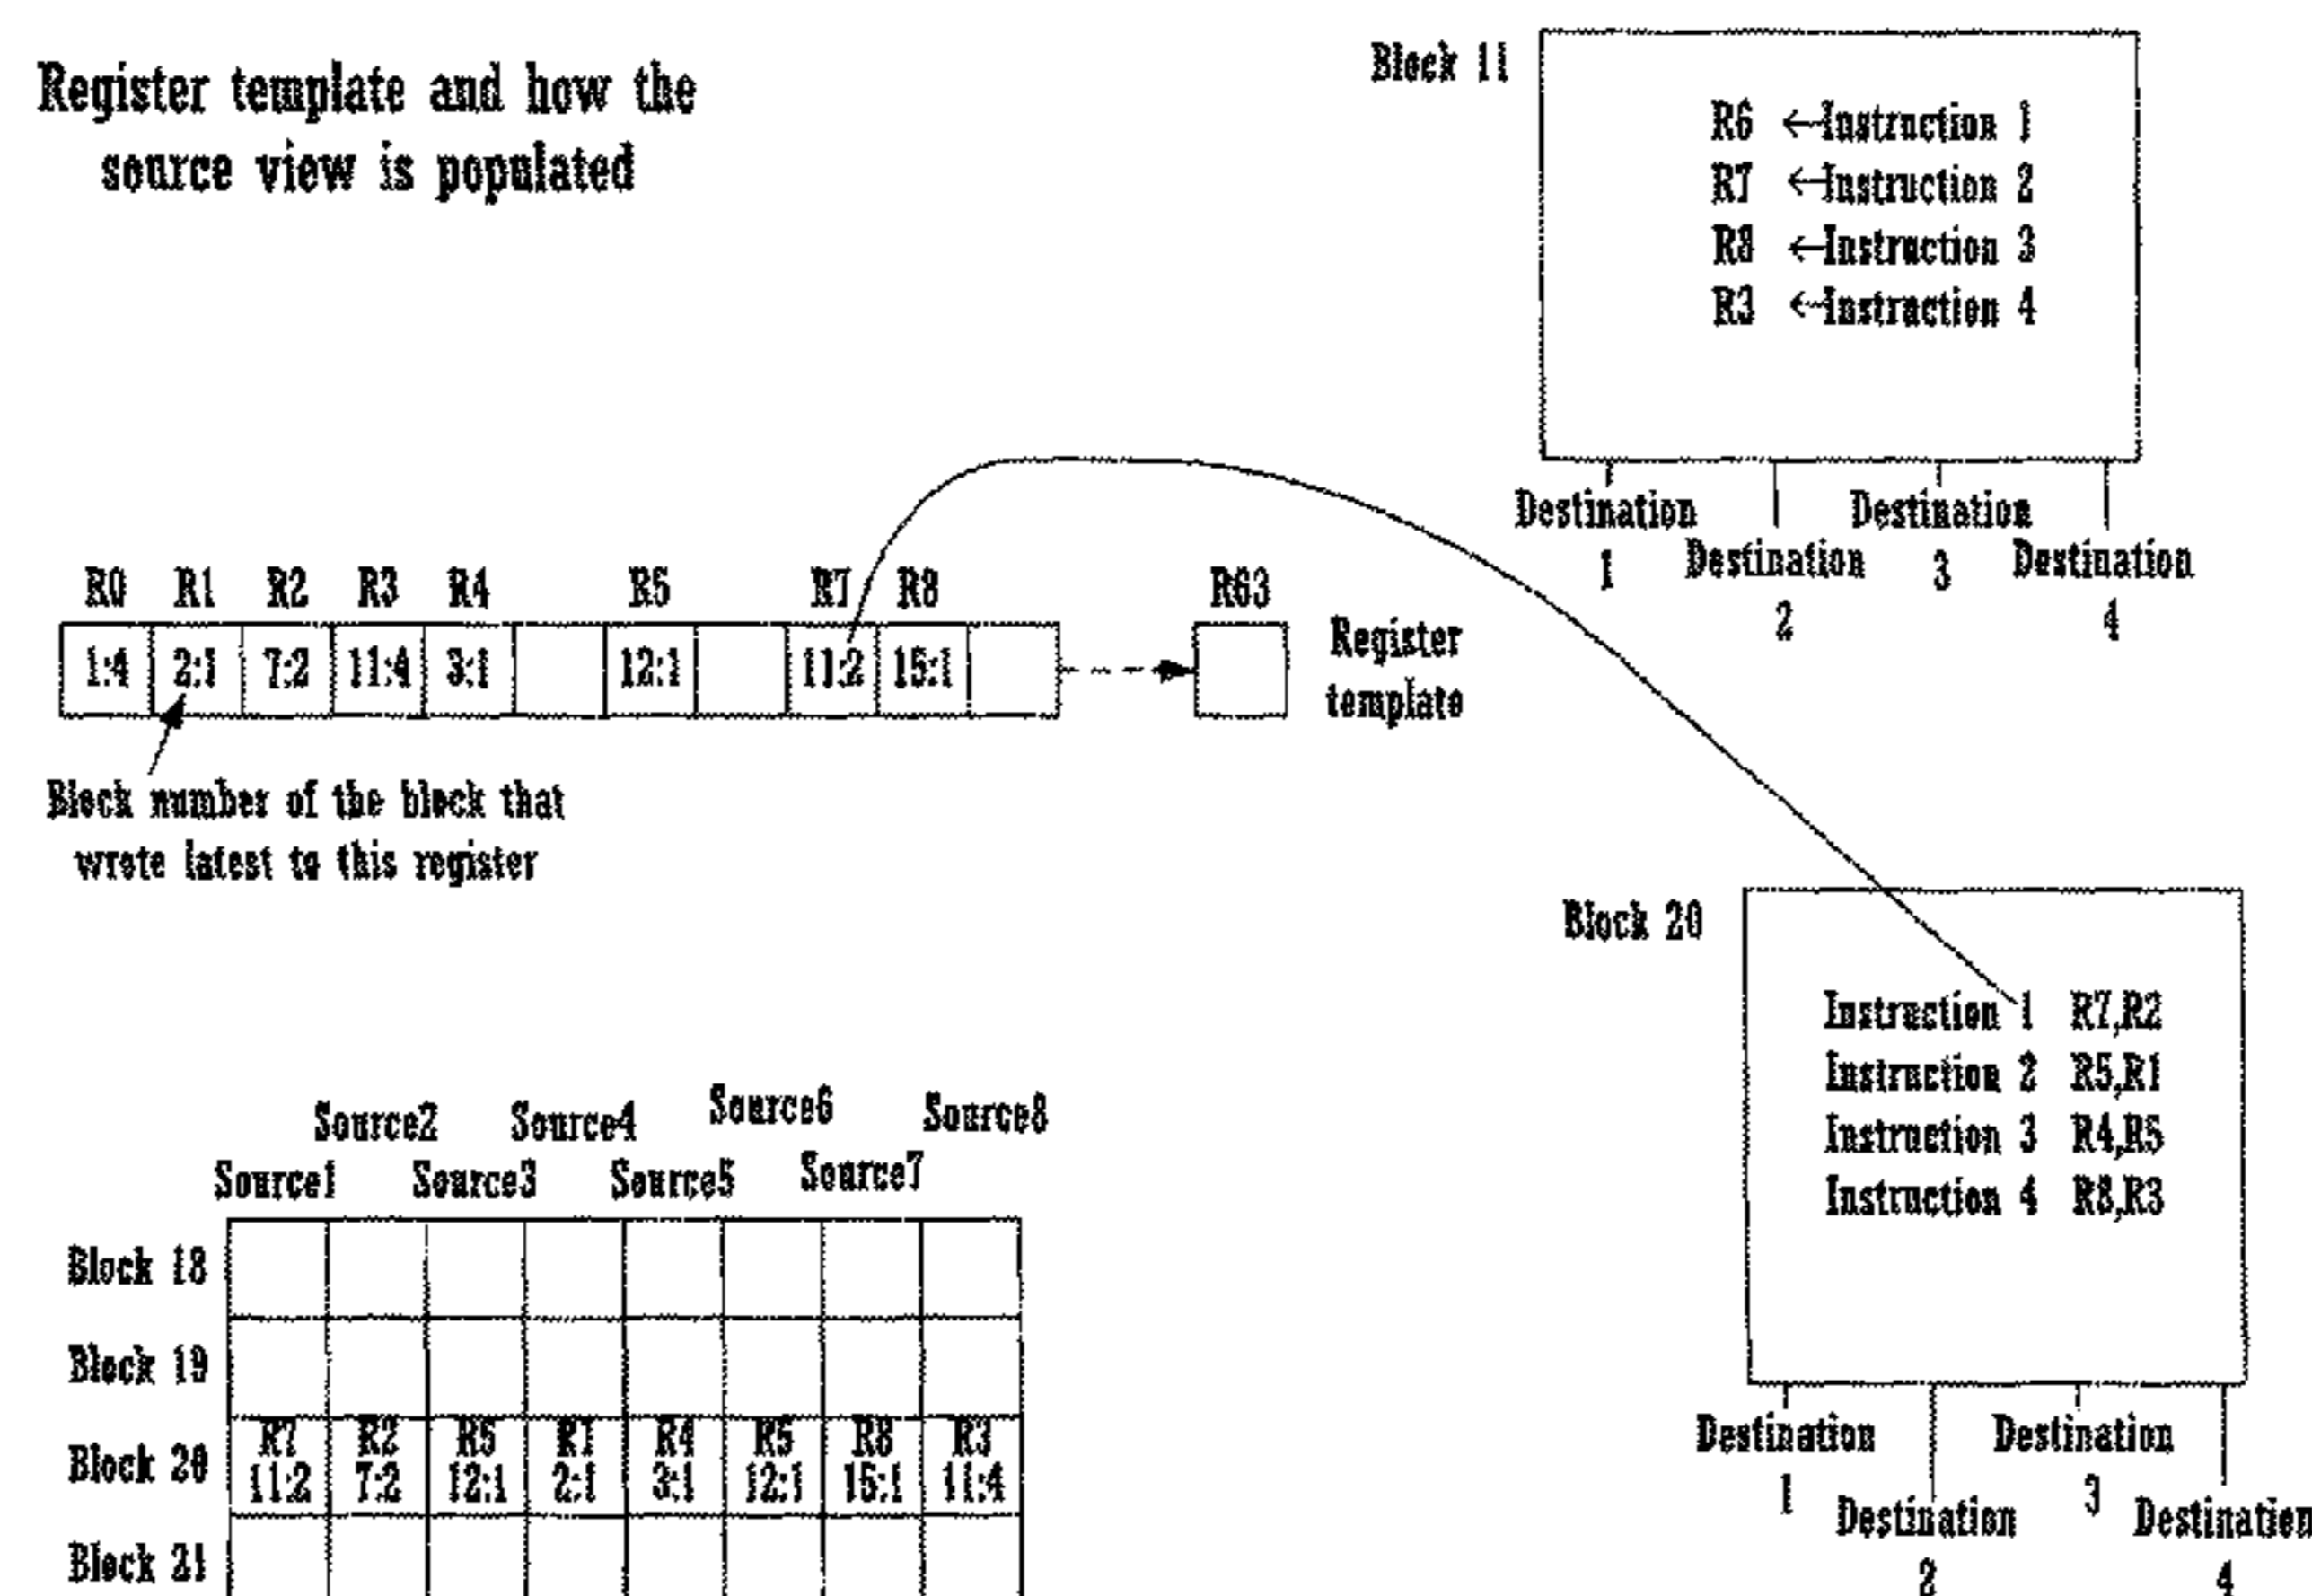 Register template and how the
source view is populated
Block 11
R6 ←Instruction 1
R7 ←Instruction 2
R8 ←Instruction 3
R3 ←Instruction 4
Destination
1
Destination
2
Destination
3
Destination
4
R0 R1 R2 R3 R4 R5 R7 R8 R63
1:4 2:1 7:2 11:4 3:1 12:1 11:2 15:1
Register
template
Block number of the block that
wrote latest to this register
Block 20
Instruction 1 R7,R2
Instruction 2 R5,R1
Instruction 3 R4,R5
Instruction 4 R8,R3
Destination
1
Destination
2
Destination
3
Destination
4
Source1 Source2 Source3 Source4 Source5 Source6 Source7 Source8
Block 18
Block 19
Block 20
R7 R2 R5 R1 R4 R5 R8 R3
11:2 7:2 12:1 2:1 3:1 12:1 15:1 11:4
Block 21